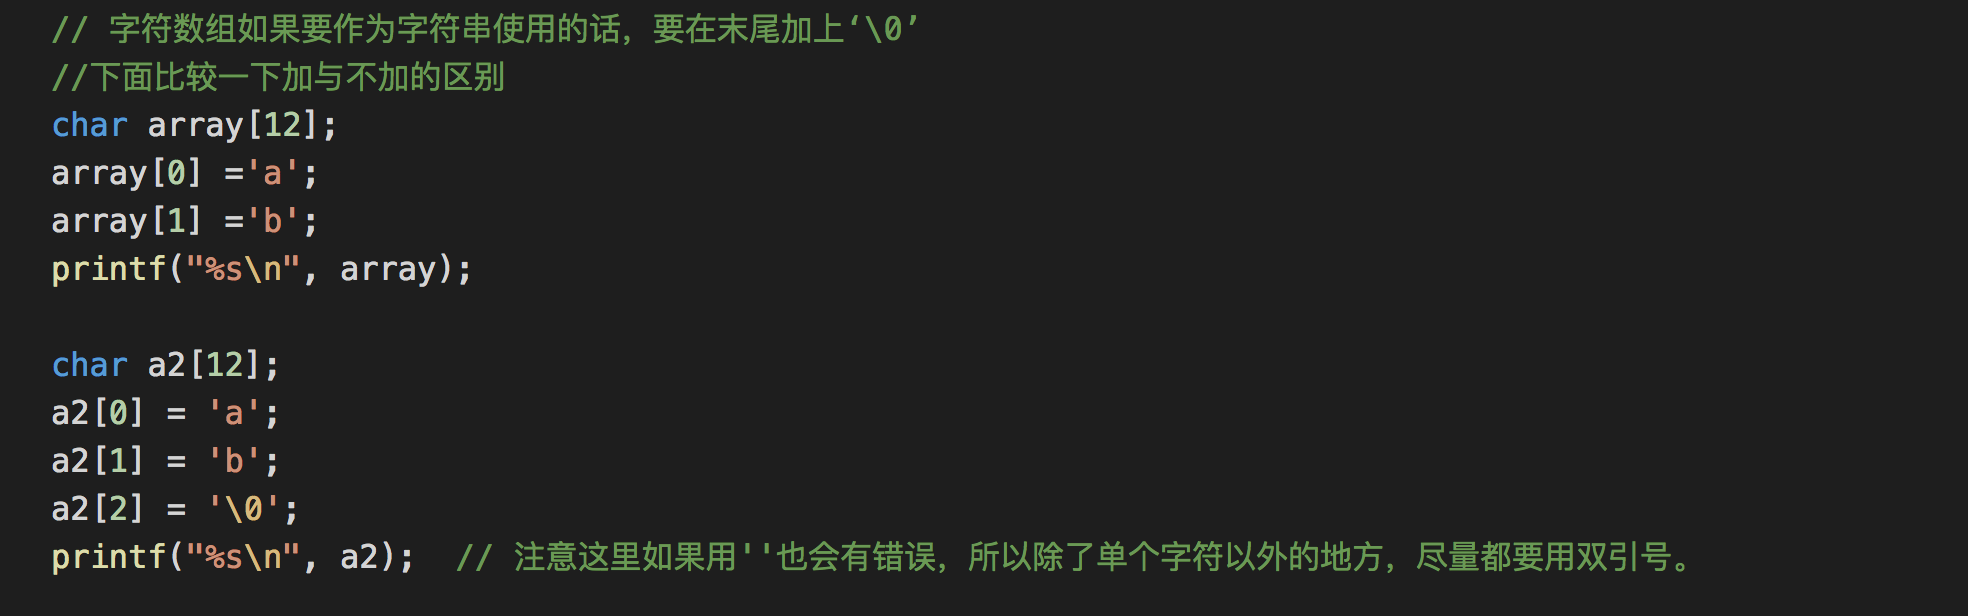 // 字符数组如果要作为字符串使用的话，要在末尾加上‘\0’
//下面比较一下加与不加的区别
char array[12];
array[0] ='a';
array[1] ='b';
printf("%s\n", array);
char a2[12];
a2[0] = 'a';
a2[1] = 'b';
a2[2] = '\0';
printf("%s\n", a2);  // 注意这里如果用''也会有错误，所以除了单个字符以外的地方，尽量都要用双引号。